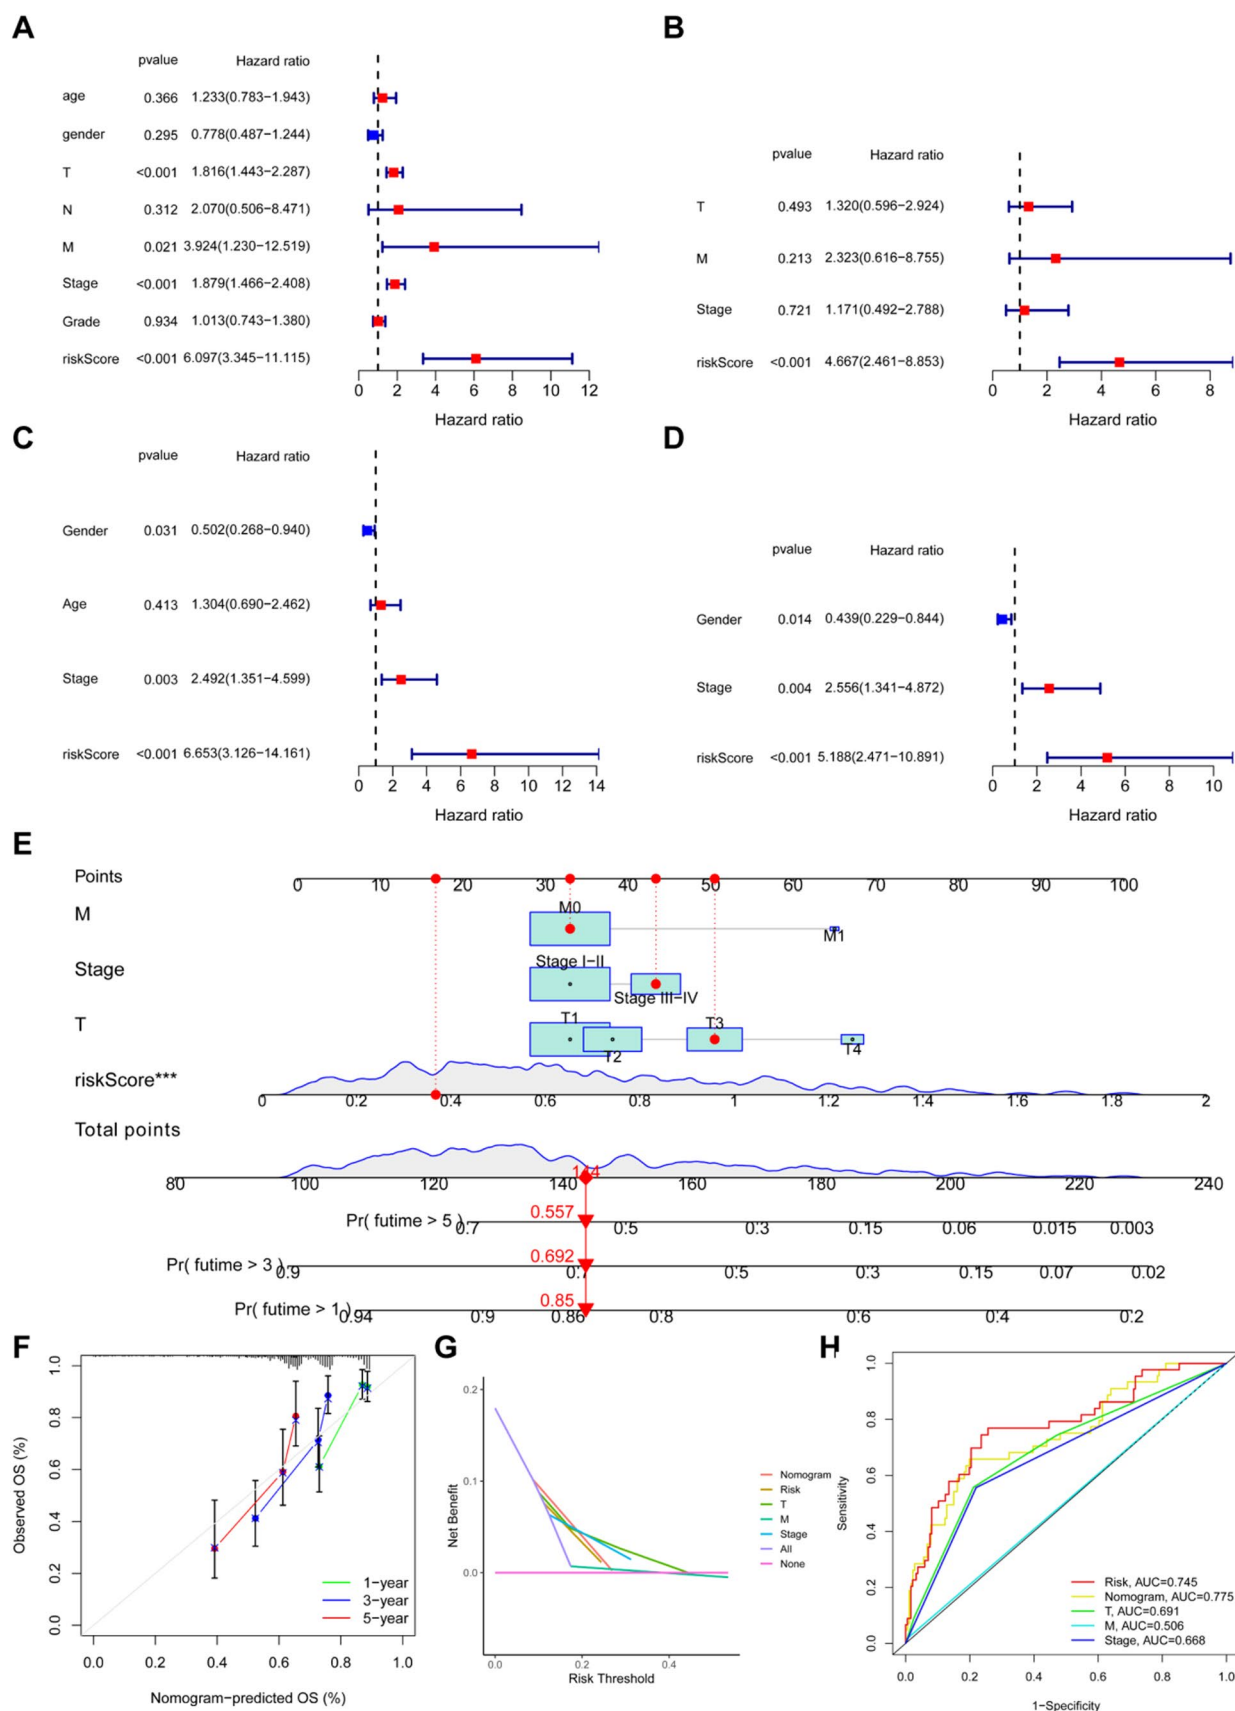 A
pvalue Hazard ratio
age 0.366 1.233(0.783−1.943)
gender 0.295 0.778(0.487−1.244)
T <0.001 1.816(1.443−2.287)
N 0.312 2.070(0.506−8.471)
M 0.021 3.924(1.230−12.519)
Stage <0.001 1.879(1.466−2.408)
Grade 0.934 1.013(0.743−1.380)
riskScore <0.001 6.097(3.345−11.115)
0 2 4 6 8 10 12
Hazard ratio
B
pvalue Hazard ratio
T 0.493 1.320(0.596−2.924)
M 0.213 2.323(0.616−8.755)
Stage 0.721 1.171(0.492−2.788)
riskScore <0.001 4.667(2.461−8.853)
0 2 4 6 8
Hazard ratio
C
pvalue Hazard ratio
Gender 0.031 0.502(0.268−0.940)
Age 0.413 1.304(0.690−2.462)
Stage 0.003 2.492(1.351−4.599)
riskScore <0.001 6.653(3.126−14.161)
0 2 4 6 8 10 12 14
Hazard ratio
D
pvalue Hazard ratio
Gender 0.014 0.439(0.229−0.844)
Stage 0.004 2.556(1.341−4.872)
riskScore <0.001 5.188(2.471−10.891)
0 2 4 6 8 10
Hazard ratio
E
Points 0 10 20 30 40 50 60 70 80 90 100
M M0 M1
Stage Stage I−II Stage III−IV
T T1 T2 T3 T4
riskScore***
0 0.2 0.4 0.6 0.8 1 1.2 1.4 1.6 1.8 2
Total points
144
80 100 120 140 160 180 200 220 240
0.557
Pr( futime > 5 ) 0.7 0.5 0.3 0.15 0.06 0.015 0.003
0.692
Pr( futime > 3 ) 0.9 0.7 0.5 0.3 0.15 0.07 0.02
0.85
Pr( futime > 1 ) 0.94 0.9 0.86 0.8 0.6 0.4 0.2
F
Observed OS (%)
1.0
0.8
0.6
0.4
0.2
0.0
1−year
3−year
5−year
0.0 0.2 0.4 0.6 0.8 1.0
Nomogram−predicted OS (%)
G
Net Benefit
0.2
0.1
0.0
Nomogram
Risk
T
M
Stage
All
None
0.0 0.2 0.4
Risk Threshold
H
Sensitivity
1.0
0.8
0.6
0.4
0.2
0.0
Risk, AUC=0.745
Nomogram, AUC=0.775
T, AUC=0.691
M, AUC=0.506
Stage, AUC=0.668
0.0 0.2 0.4 0.6 0.8 1.0
1−Specificity